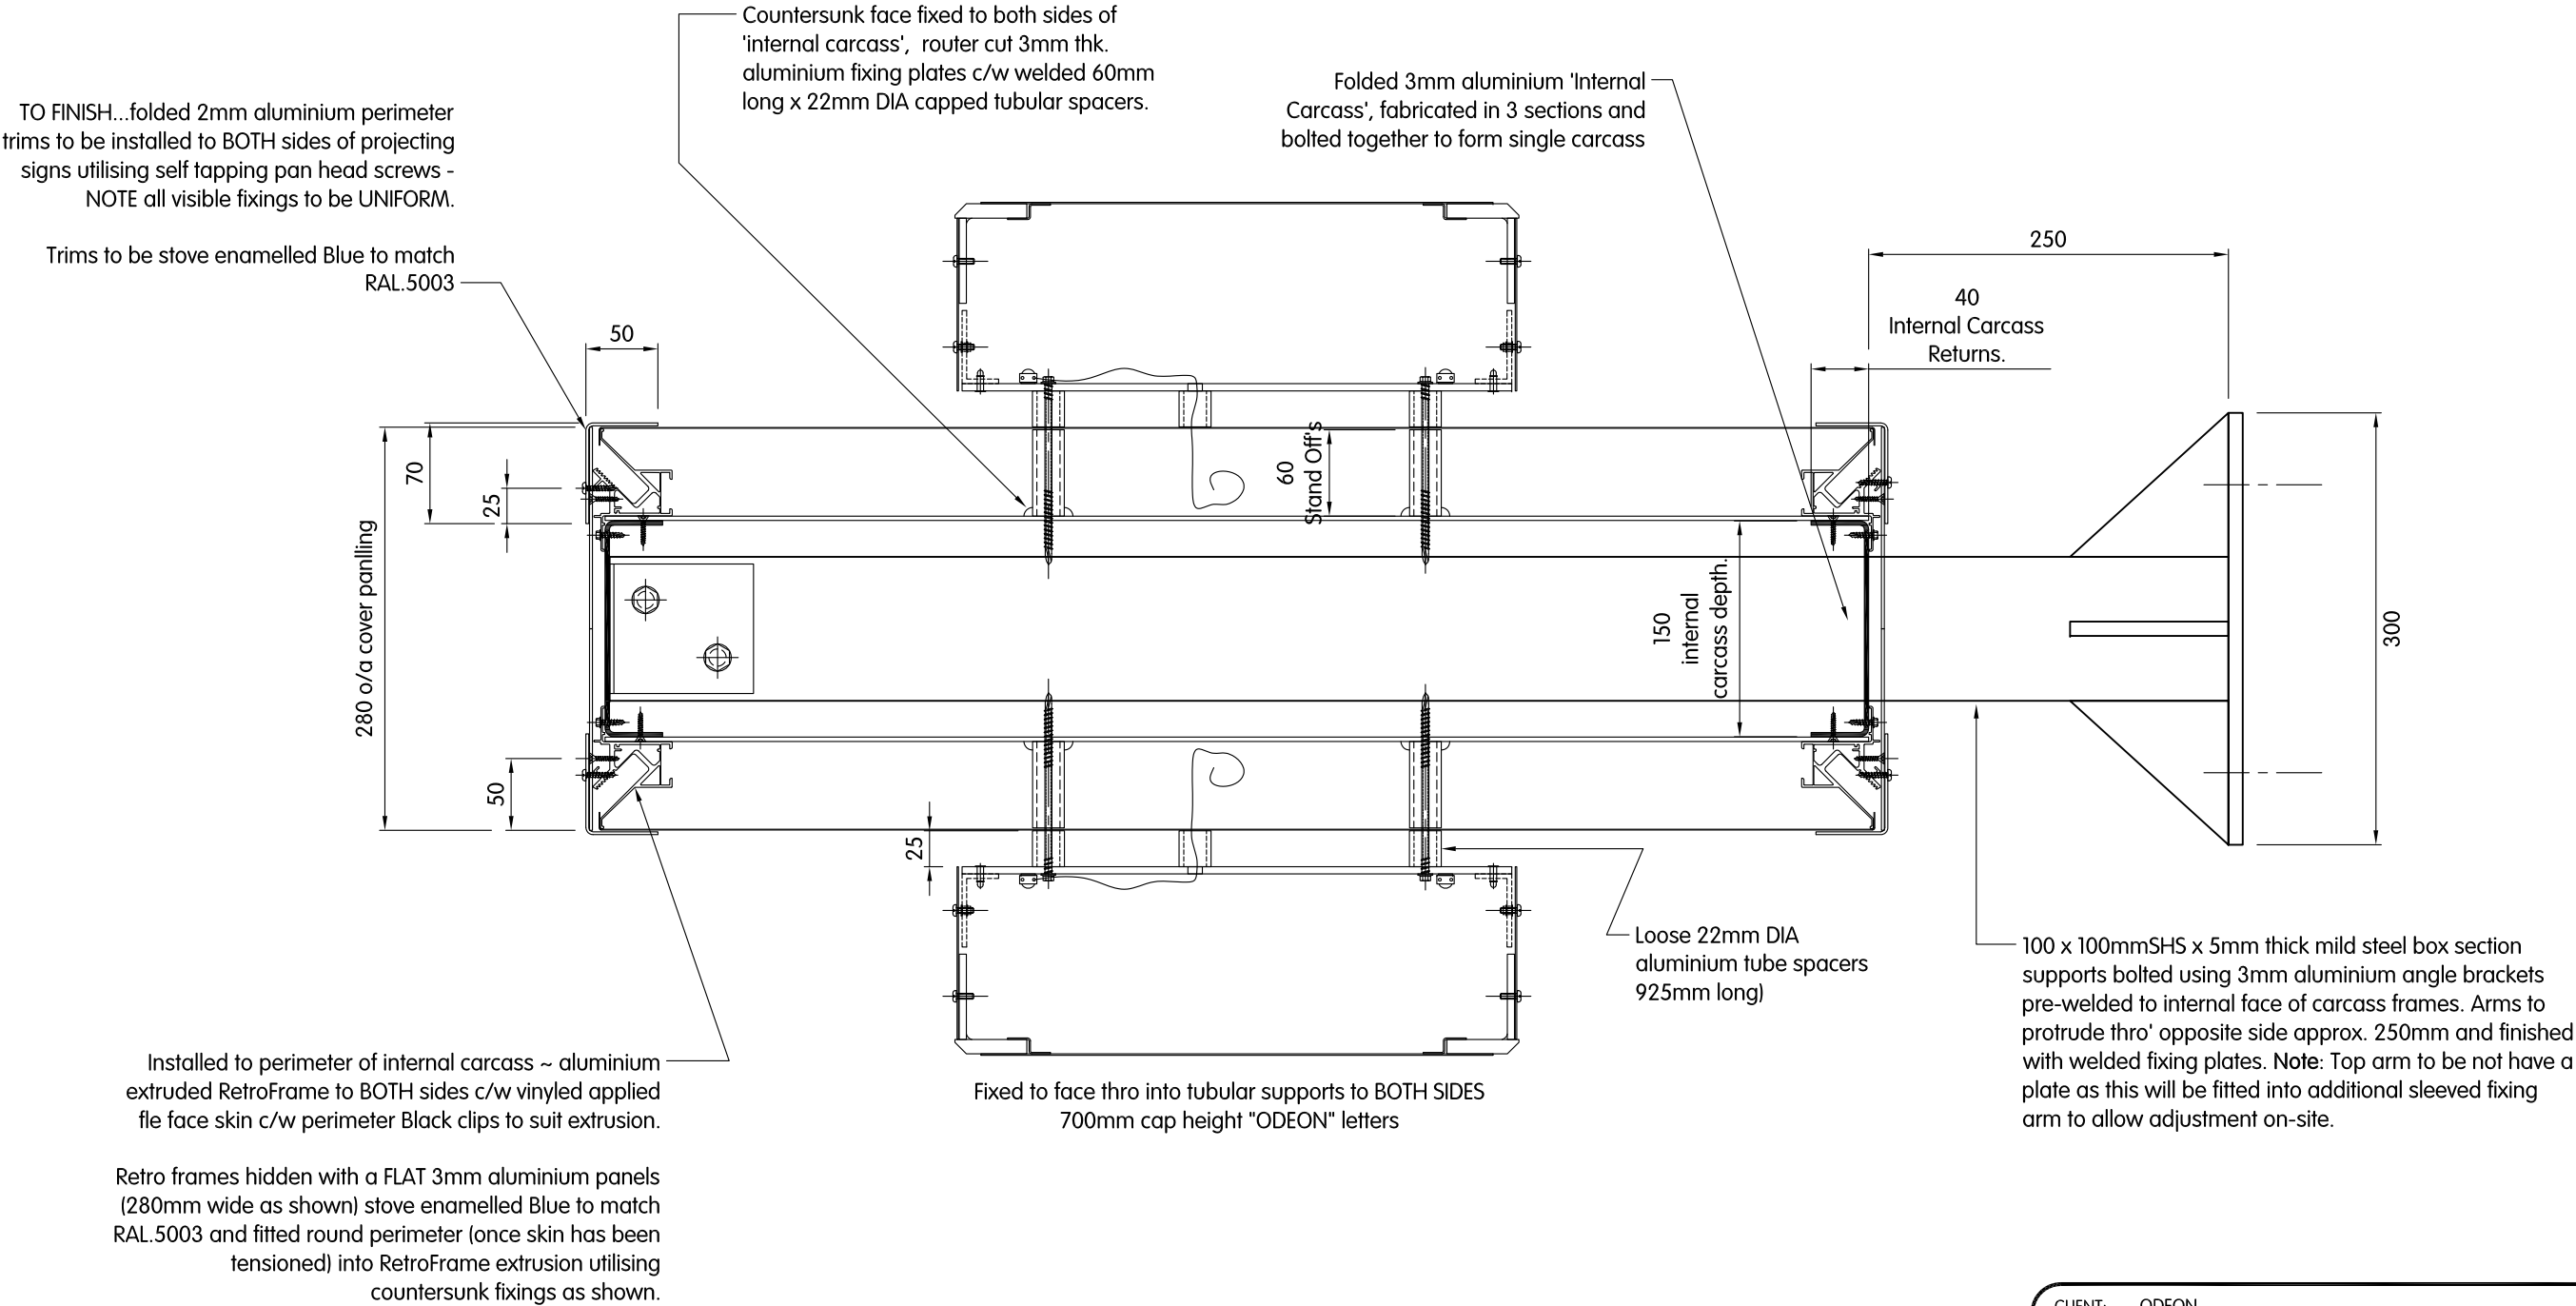 Countersunk face fixed to both sides of
'internal carcass', router cut 3mm thk.
aluminium fixing plates c/w welded 60mm
long x 22mm DIA capped tubular spacers.
Folded 3mm aluminium 'Internal
Carcass', fabricated in 3 sections and
bolted together to form single carcass
TO FINISH...folded 2mm aluminium perimeter
trims to be installed to BOTH sides of projecting
signs utilising self tapping pan head screws -
NOTE all visible fixings to be UNIFORM.
Trims to be stove enamelled Blue to match
RAL.5003
250
40
Internal Carcass
Returns.
50
70
25
280 o/a cover panlling
60
Stand Off's
150
internal
carcass depth.
300
50
25
Loose 22mm DIA
aluminium tube spacers
925mm long)
100 x 100mmSHS x 5mm thick mild steel box section
supports bolted using 3mm aluminium angle brackets
pre-welded to internal face of carcass frames. Arms to
protrude thro' opposite side approx. 250mm and finished
with welded fixing plates. Note: Top arm to be not have a
plate as this will be fitted into additional sleeved fixing
arm to allow adjustment on-site.
Installed to perimeter of internal carcass ~ aluminium
extruded RetroFrame to BOTH sides c/w vinyled applied
fle face skin c/w perimeter Black clips to suit extrusion.
Retro frames hidden with a FLAT 3mm aluminium panels
(280mm wide as shown) stove enamelled Blue to match
RAL.5003 and fitted round perimeter (once skin has been
tensioned) into RetroFrame extrusion utilising
countersunk fixings as shown.
Fixed to face thro into tubular supports to BOTH SIDES
700mm cap height "ODEON" letters
CLIENT: ODEON